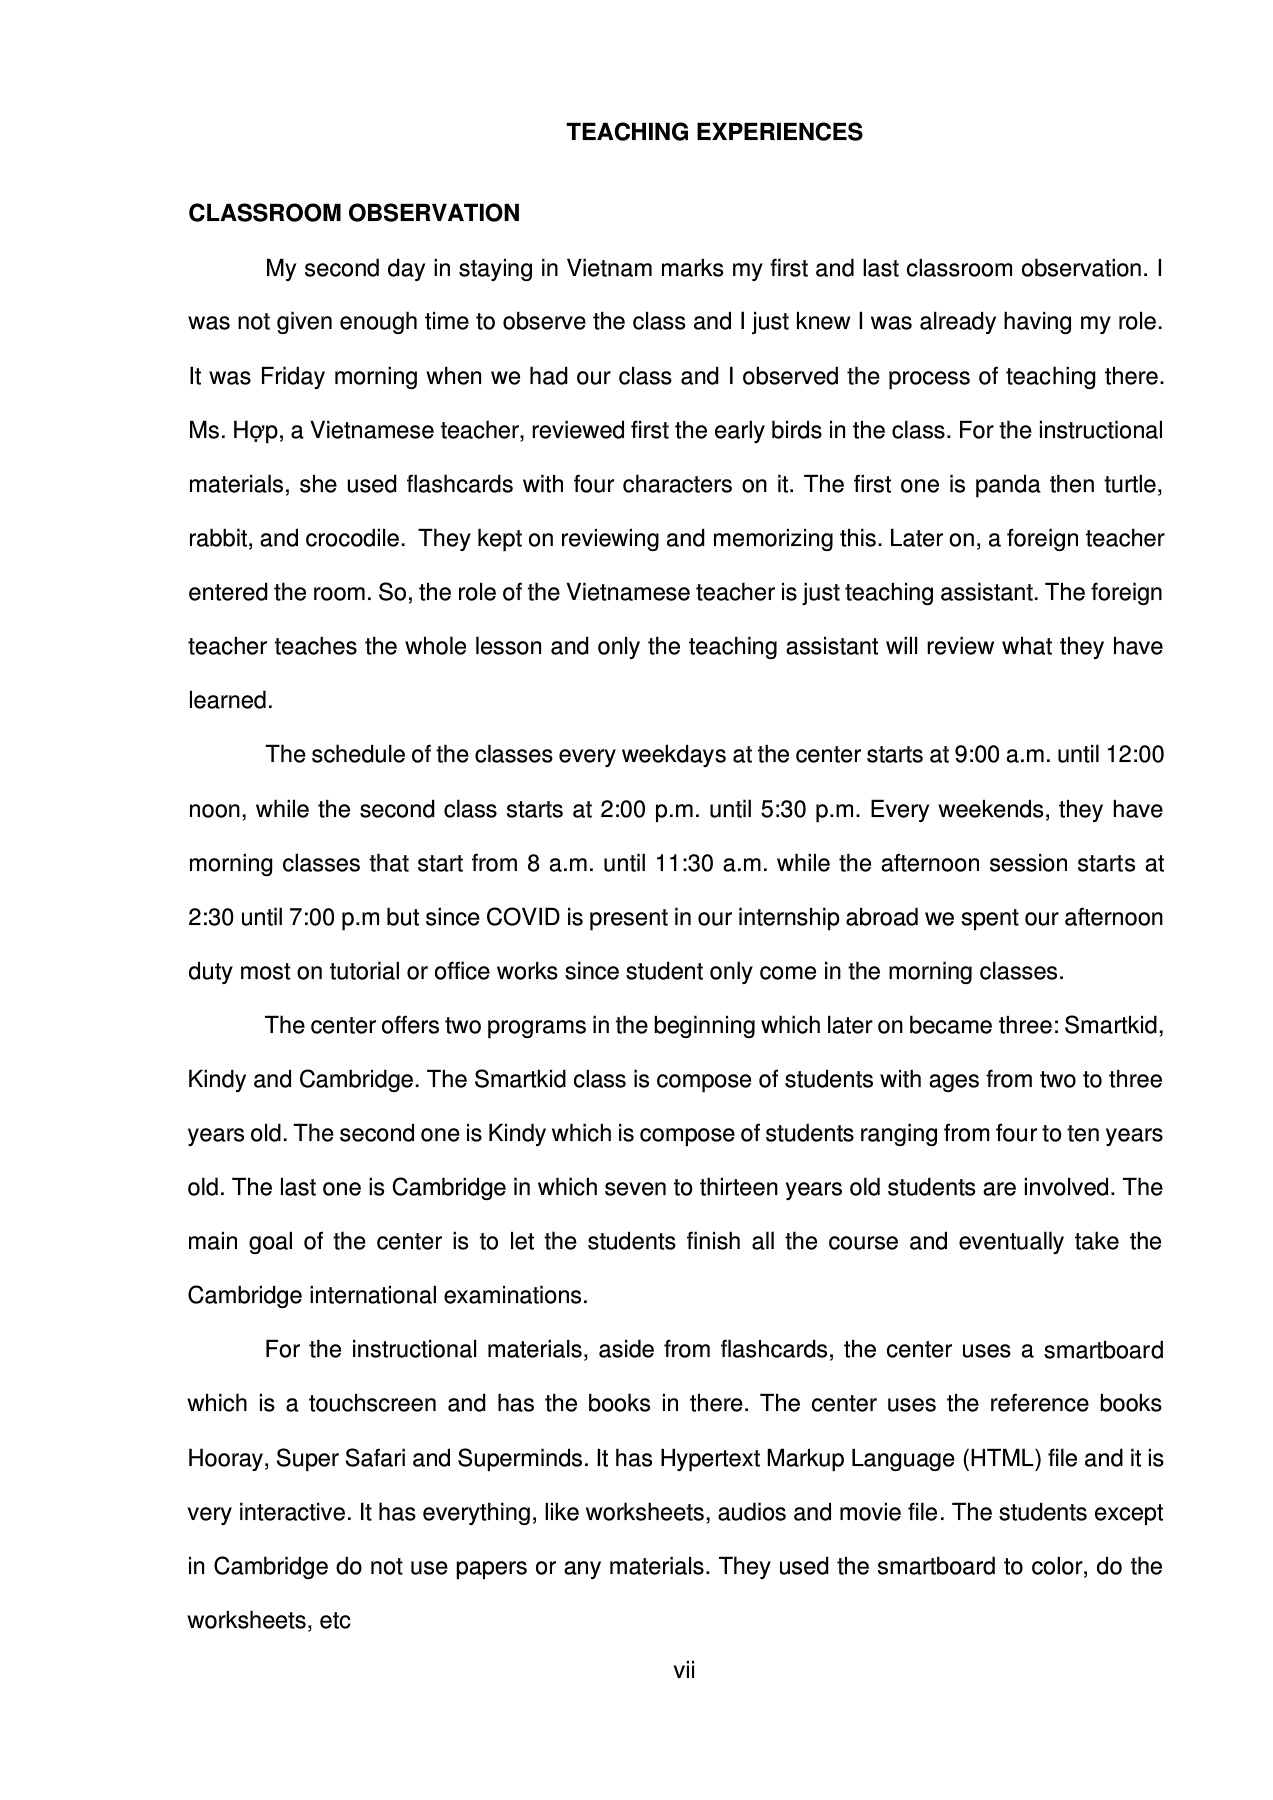 TEACHING EXPERIENCES
CLASSROOM OBSERVATION
My second day in staying in Vietnam marks my first and last classroom observation. I
was not given enough time to observe the class and I just knew I was already having my role.
It was Friday morning when we had our class and I observed the process of teaching there.
Ms. Hợp, a Vietnamese teacher, reviewed first the early birds in the class. For the instructional
materials, she used flashcards with four characters on it. The first one is panda then turtle,
rabbit, and crocodile.  They kept on reviewing and memorizing this. Later on, a foreign teacher
entered the room. So, the role of the Vietnamese teacher is just teaching assistant. The foreign
teacher teaches the whole lesson and only the teaching assistant will review what they have
learned.
The schedule of the classes every weekdays at the center starts at 9:00 a.m. until 12:00
noon, while the second class starts at 2:00 p.m. until 5:30 p.m. Every weekends, they have
morning classes that start from 8 a.m. until 11:30 a.m. while the afternoon session starts at
2:30 until 7:00 p.m but since COVID is present in our internship abroad we spent our afternoon
duty most on tutorial or office works since student only come in the morning classes.
The center offers two programs in the beginning which later on became three: Smartkid,
Kindy and Cambridge. The Smartkid class is compose of students with ages from two to three
years old. The second one is Kindy which is compose of students ranging from four to ten years
old. The last one is Cambridge in which seven to thirteen years old students are involved. The
main goal of the center is to let the students finish all the course and eventually take the
Cambridge international examinations.
For the instructional materials, aside from flashcards, the center uses a smartboard
which is a touchscreen and has the books in there. The center uses the reference books
Hooray, Super Safari and Superminds. It has Hypertext Markup Language (HTML) file and it is
very interactive. It has everything, like worksheets, audios and movie file. The students except
in Cambridge do not use papers or any materials. They used the smartboard to color, do the
worksheets, etc
vii